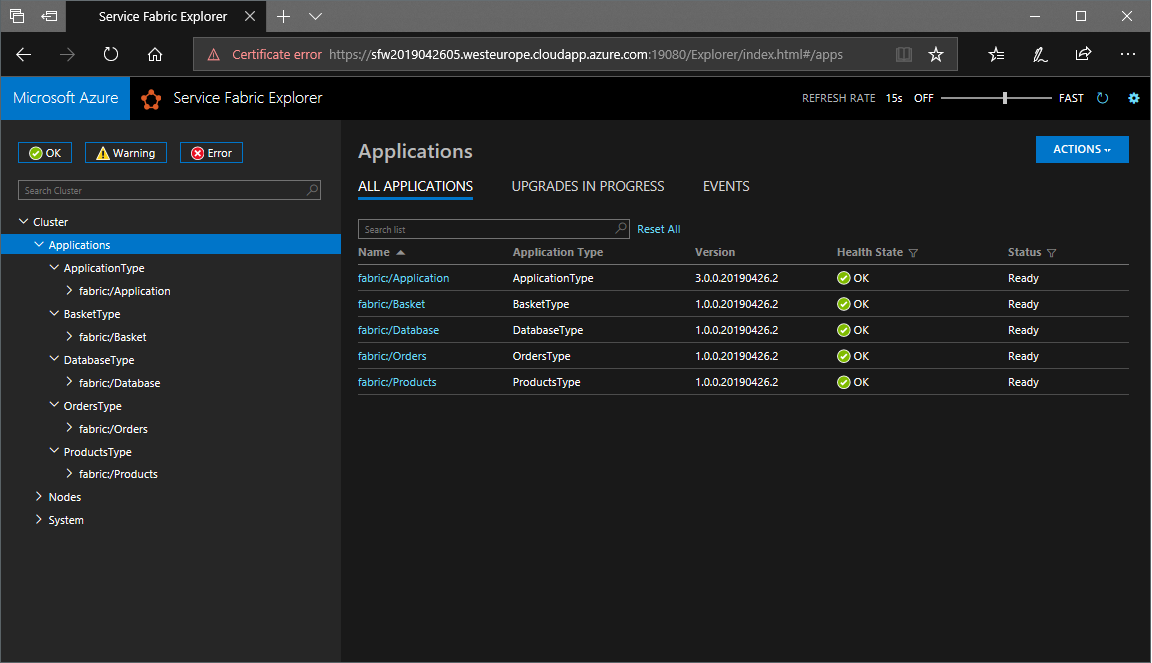 Service Fabric Explorer
Certificate error https://sfw2019042605.westeurope.cloudapp.azure.com:19080/Explorer/index.html#/apps
Microsoft Azure Service Fabric Explorer REFRESH RATE 15s OFF FAST
OK Warning Error
Search Cluster
Cluster
Applications
ApplicationType
fabric:/Application
BasketType
fabric:/Basket
DatabaseType
fabric:/Database
OrdersType
fabric:/Orders
ProductsType
fabric:/Products
Nodes
System
Applications ACTIONS
ALL APPLICATIONS UPGRADES IN PROGRESS EVENTS
Search list Reset All
Name Application Type Version Health State Status
fabric:/Application ApplicationType 3.0.0.20190426.2 OK Ready
fabric:/Basket BasketType 1.0.0.20190426.2 OK Ready
fabric:/Database DatabaseType 1.0.0.20190426.2 OK Ready
fabric:/Orders OrdersType 1.0.0.20190426.2 OK Ready
fabric:/Products ProductsType 1.0.0.20190426.2 OK Ready